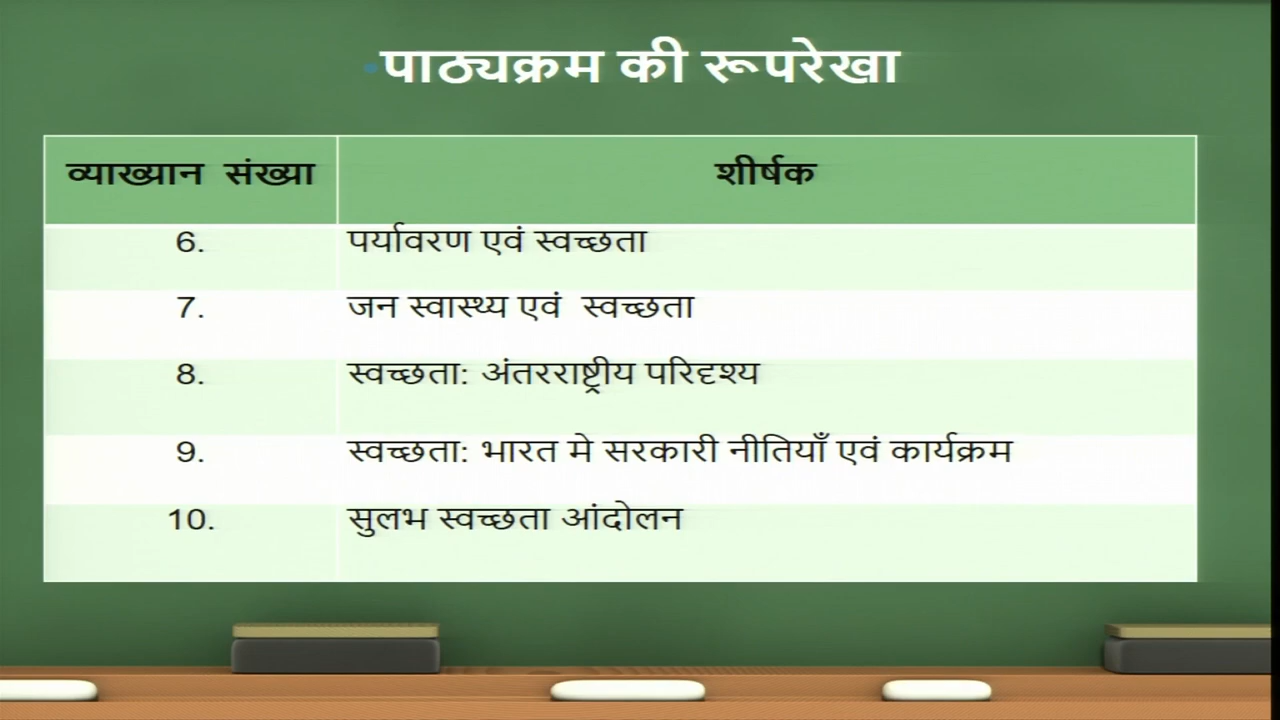 पाठ्यक्रम की रूपरेखा
व्याख्यान संख्या शीर्षक
6. पर्यावरण एवं स्वच्छता
7. जन स्वास्थ्य एवं स्वच्छता
8. स्वच्छता: अंतरराष्ट्रीय परिदृश्य
9. स्वच्छता: भारत मे सरकारी नीतियाँ एवं कार्यक्रम
10. सुलभ स्वच्छता आंदोलन